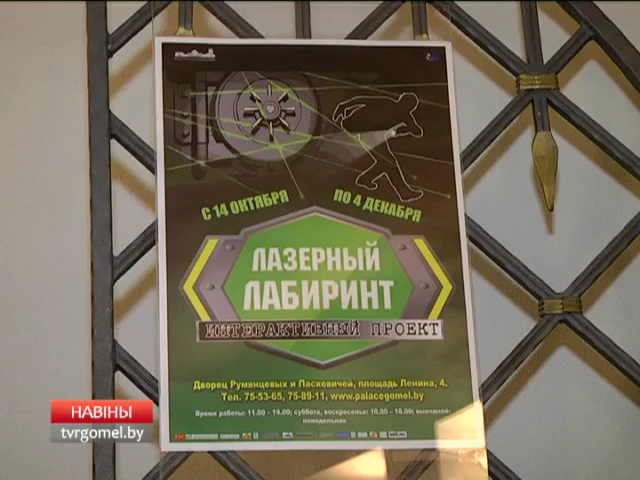 С 14 ОКТЯБРЯ ПО 4 ДЕКАБРЯ
ЛАЗЕРНЫЙ
ЛАБИРИНТ
ИНТЕРАКТИВНЫЙ ПРОЕКТ
Дворец Румянцевых и Паскевичей, площадь Ленина, 4.
Тел. 75-53-65, 75-89-11, www.palacegomel.by
Время работы: 11.00 - 19.00; суббота, воскресенье: 10.00 - 18.00; выходной:
понедельник
НАВІНЫ
tvrgomel.by